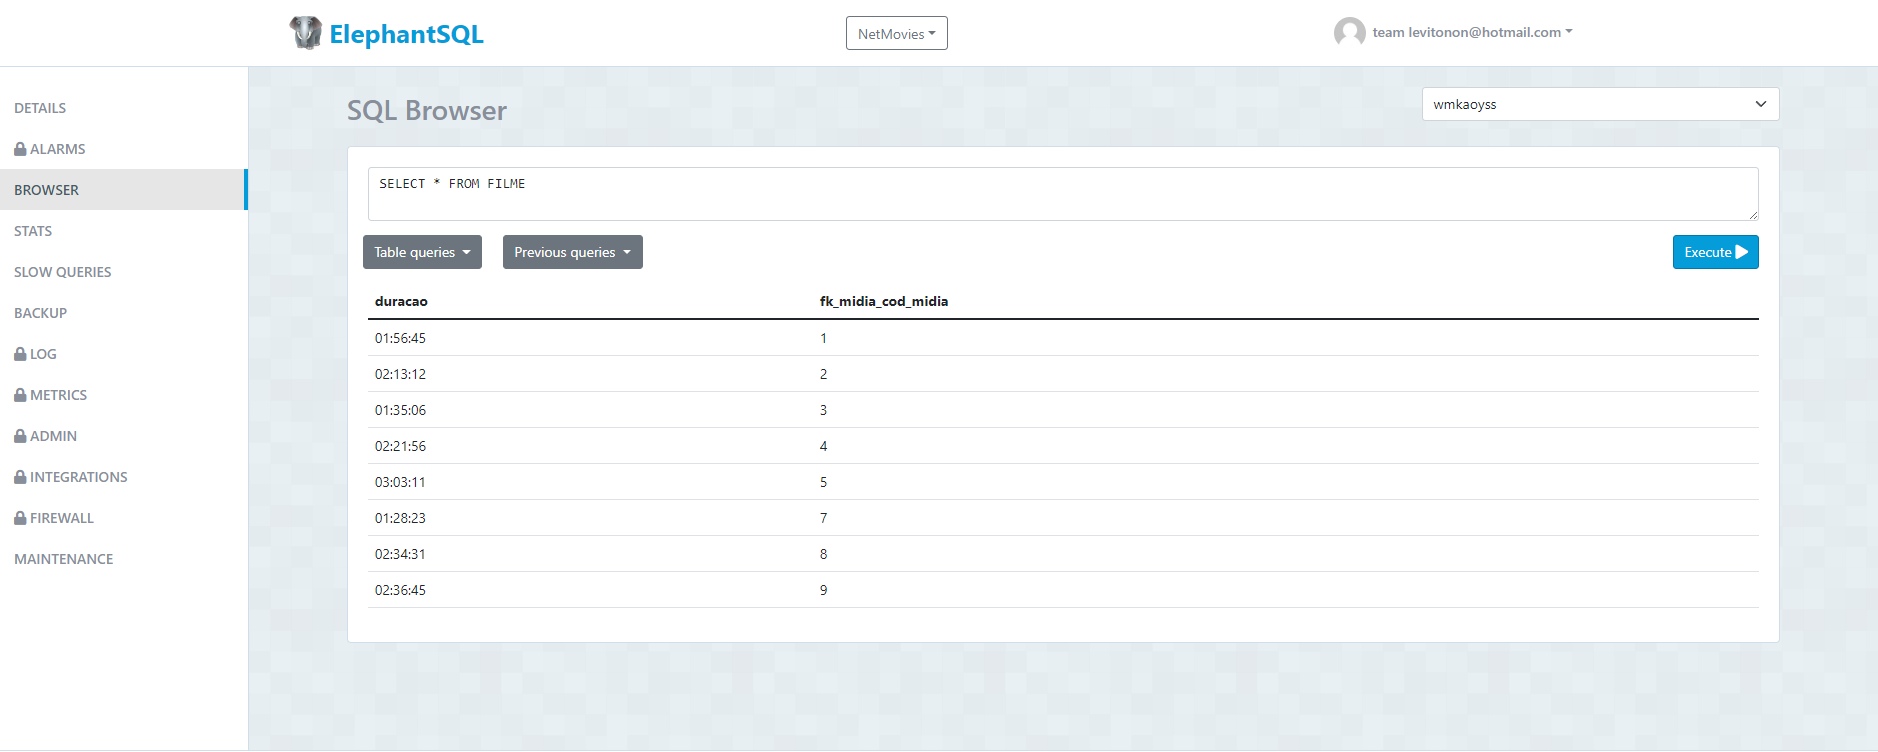 ElephantSQL
NetMovies
team levitonon@hotmail.com
DETAILS
ALARMS
BROWSER
STATS
SLOW QUERIES
BACKUP
LOG
METRICS
ADMIN
INTEGRATIONS
FIREWALL
MAINTENANCE
SQL Browser
wmkaoyss
SELECT * FROM FILME
Table queries Previous queries Execute
duracao fk_midia_cod_midia
01:56:45 1
02:13:12 2
01:35:06 3
02:21:56 4
03:03:11 5
01:28:23 7
02:34:31 8
02:36:45 9